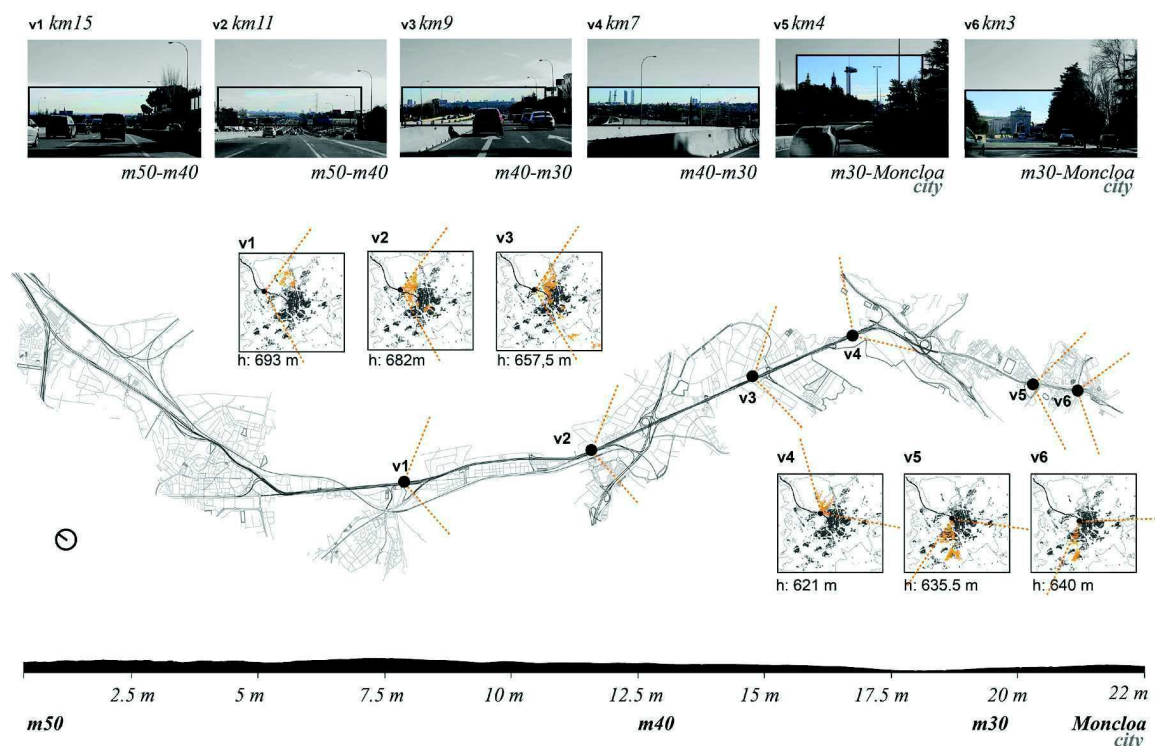 v1 km15
v2 km11
v3 km9
v4 km7
v5 km4
v6 km3
m50-m40
m50-m40
m40-m30
m40-m30
m30-Moncloa
city
m30-Moncloa
city
v1
v2
v3
h: 693 m
h: 682m
h: 657,5 m
v4
v3
v5
v6
v2
v1
v4
v5
v6
h: 621 m
h: 635.5 m
h: 640 m
2.5 m
5 m
7.5 m
10 m
12.5 m
15 m
17.5 m
20 m
22 m
m50
m40
m30
Moncloa
city